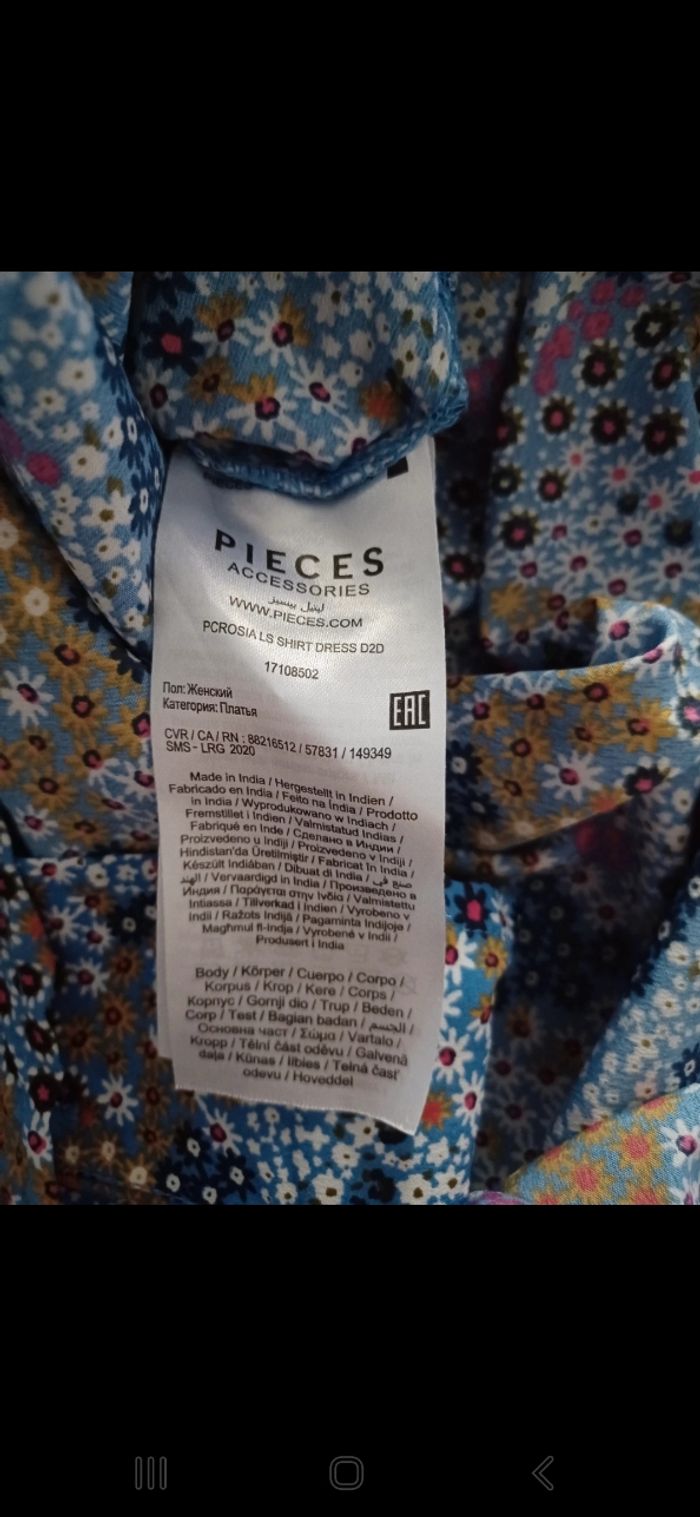 PIECES
ACCESSORIES
WWW.PIECES.COM
PCROSIA LS SHIRT DRESS D2D
17108502
Пол: Женский
Категория: Платья
EAC
CVR / CA / RN : 88216512 / 57831 / 149349
SMS - LRG 2020
Made in India / Hergestellt in Indien /
Fabricado en India / Feito na Índia / Prodotto
in India / Wyprodukowano w Indiach /
Fremstillet i Indien / Valmistatud Indias /
Fabriqué en Inde / Сделано в Индии /
Proizvedeno u Indiji / Proizvedeno v Indiji /
Hindistan'da Üretilmiştir / Fabricat în India /
Készült Indiában / Dibuat di India / صنع في
الهند / Vervaardigd in India / Произведено в
Индия / Παράγεται στην Ινδία / Valmistettu
Intiassa / Tillverkad i Indien / Vyrobeno v
Indii / Ražots Indijā / Pagaminta Indijoje /
Maghmul fl-Indja / Vyrobené v Indii /
Produsert i India
Body / Körper / Cuerpo / Corpo /
Korpus / Krop / Kere / Corps /
Корпус / Gornji dio / Trup / Beden /
Corp / Test / Bagian badan / الجسم /
Основна част / Σώμα / Vartalo /
Kropp / Tělní část oděvu / Galvenā
daļa / Kūnas / Ilbies / Telná časť
odevu / Hoveddel